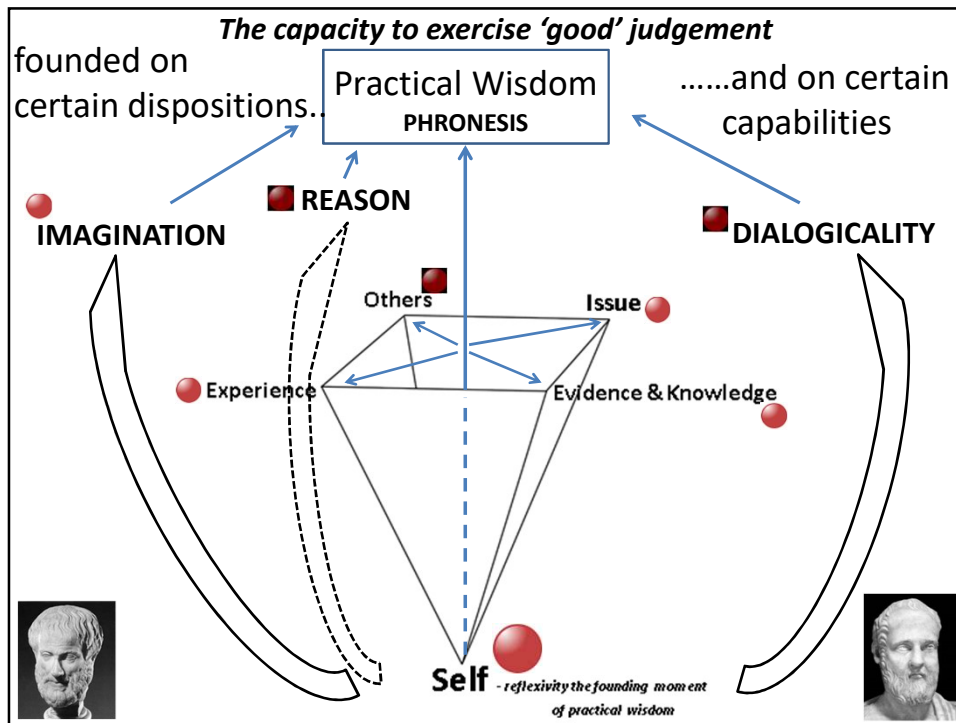 The capacity to exercise ‘good’ judgement
founded on
certain dispositions..
Practical Wisdom
PHRONESIS
……and on certain
capabilities
REASON
IMAGINATION
DIALOGICALITY
Others
Issue
Experience
Evidence & Knowledge
Self - reflexivity the founding moment
of practical wisdom